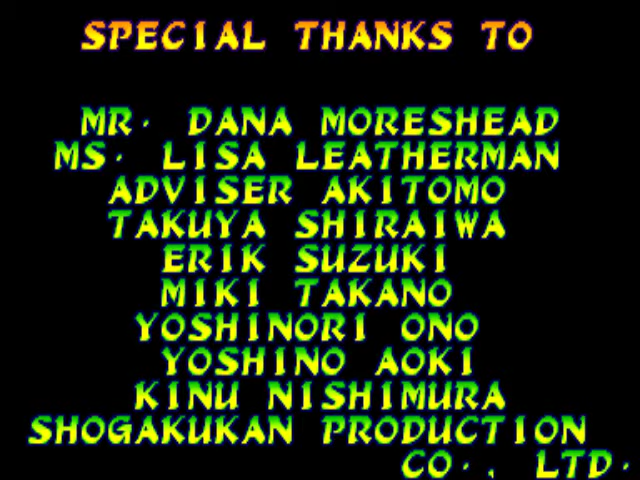 SPECIAL THANKS TO
MR. DANA MORESHEAD
MS. LISA LEATHERMAN
ADVISER AKITOMO
TAKUYA SHIRAIWA
ERIK SUZUKI
MIKI TAKANO
YOSHINORI ONO
YOSHINO AOKI
KINU NISHIMURA
SHOGAKUKAN PRODUCTION
CO., LTD.